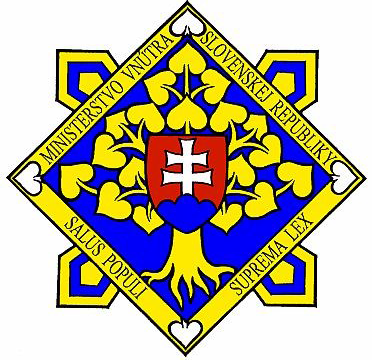 MINISTERSTVO VNÚTRA
SLOVENSKEJ REPUBLIKY
SALUS POPULI
SUPREMA LEX